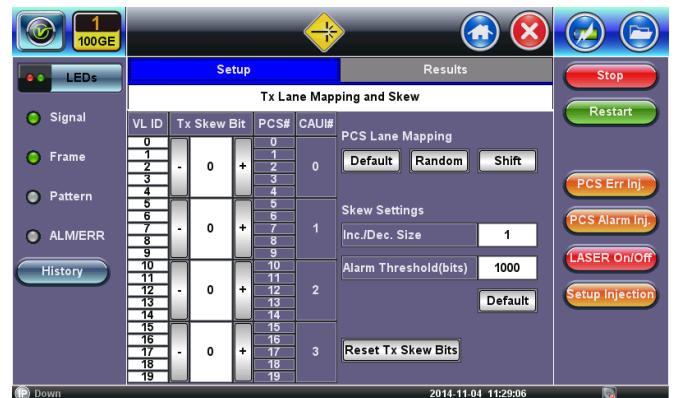 1
100GE
LEDs
Signal
Frame
Pattern
ALM/ERR
History
Setup
Results
Tx Lane Mapping and Skew
VL ID Tx Skew Bit PCS# CAUI#
0 0
1 1
2 - 0 + 2 0
3 3
4 4
5 5
6 6
7 - 0 + 7 1
8 8
9 9
10 10
11 11
12 - 0 + 12 2
13 13
14 14
15 15
16 16
17 - 0 + 17 3
18 18
19 19
PCS Lane Mapping
Default Random Shift
Skew Settings
Inc./Dec. Size 1
Alarm Threshold(bits) 1000
Default
Reset Tx Skew Bits
Stop
Restart
PCS Err Inj.
PCS Alarm Inj.
LASER On/Off
Setup Injection
IP Down
2014-11-04 11:29:06